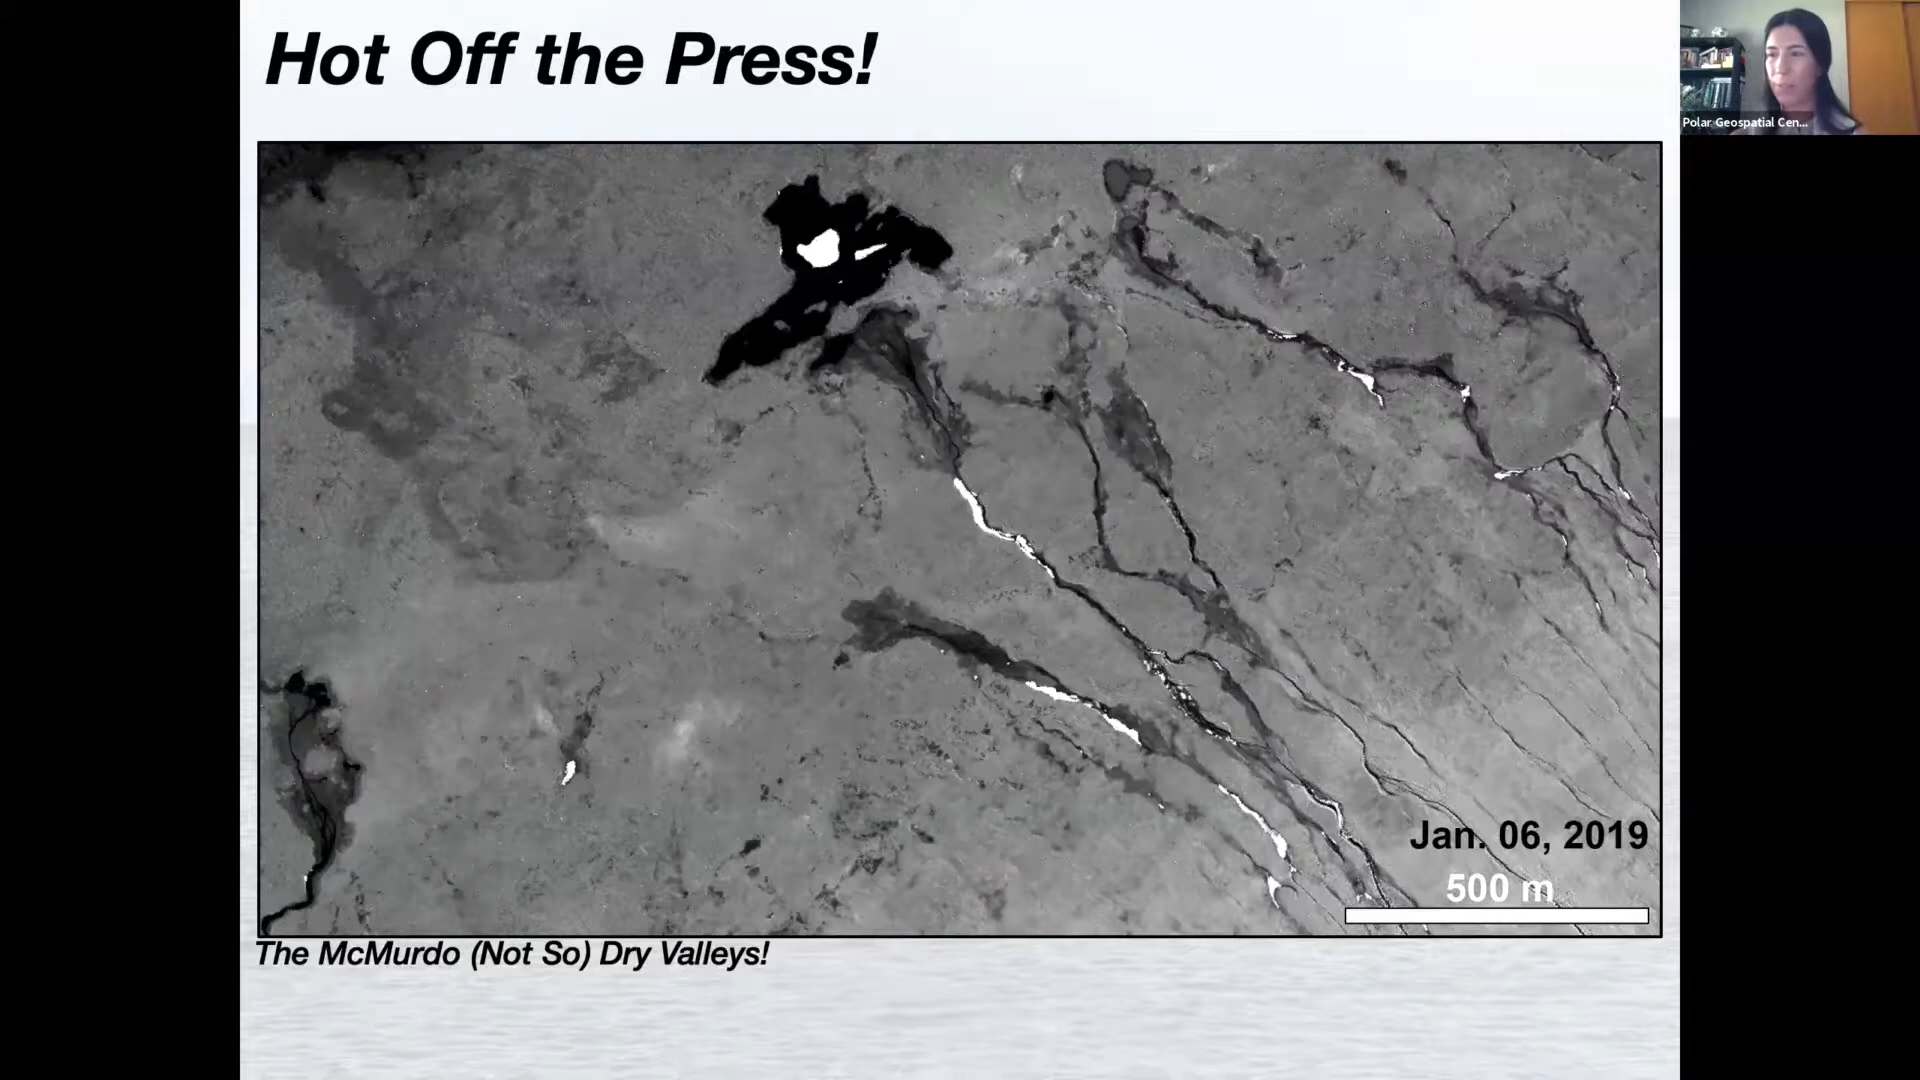 Hot Off the Press!
Polar Geospatial Cen...
Jan. 06, 2019
500 m
The McMurdo (Not So) Dry Valleys!